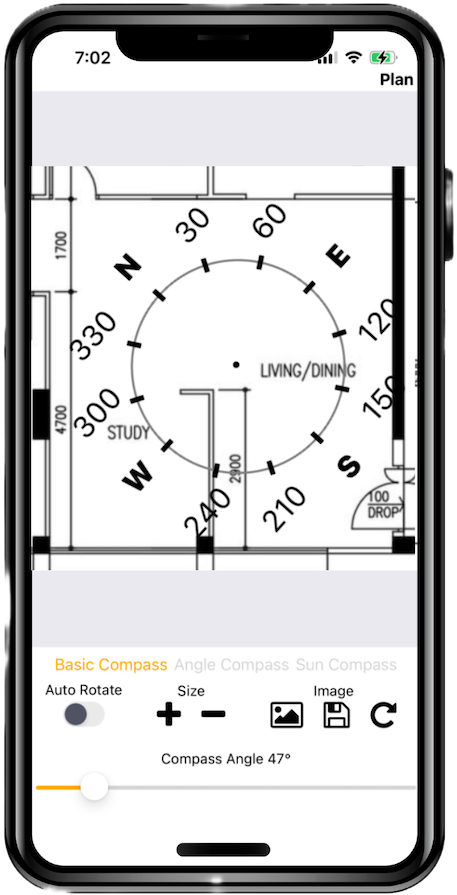 7:02
Plan
1700
30
60
N
E
330
120
LIVING/DINING
300
150
4700
STUDY
W
2900
S
240
210
100
DROP
Basic Compass Angle Compass Sun Compass
Auto Rotate Size Image
Compass Angle 47°